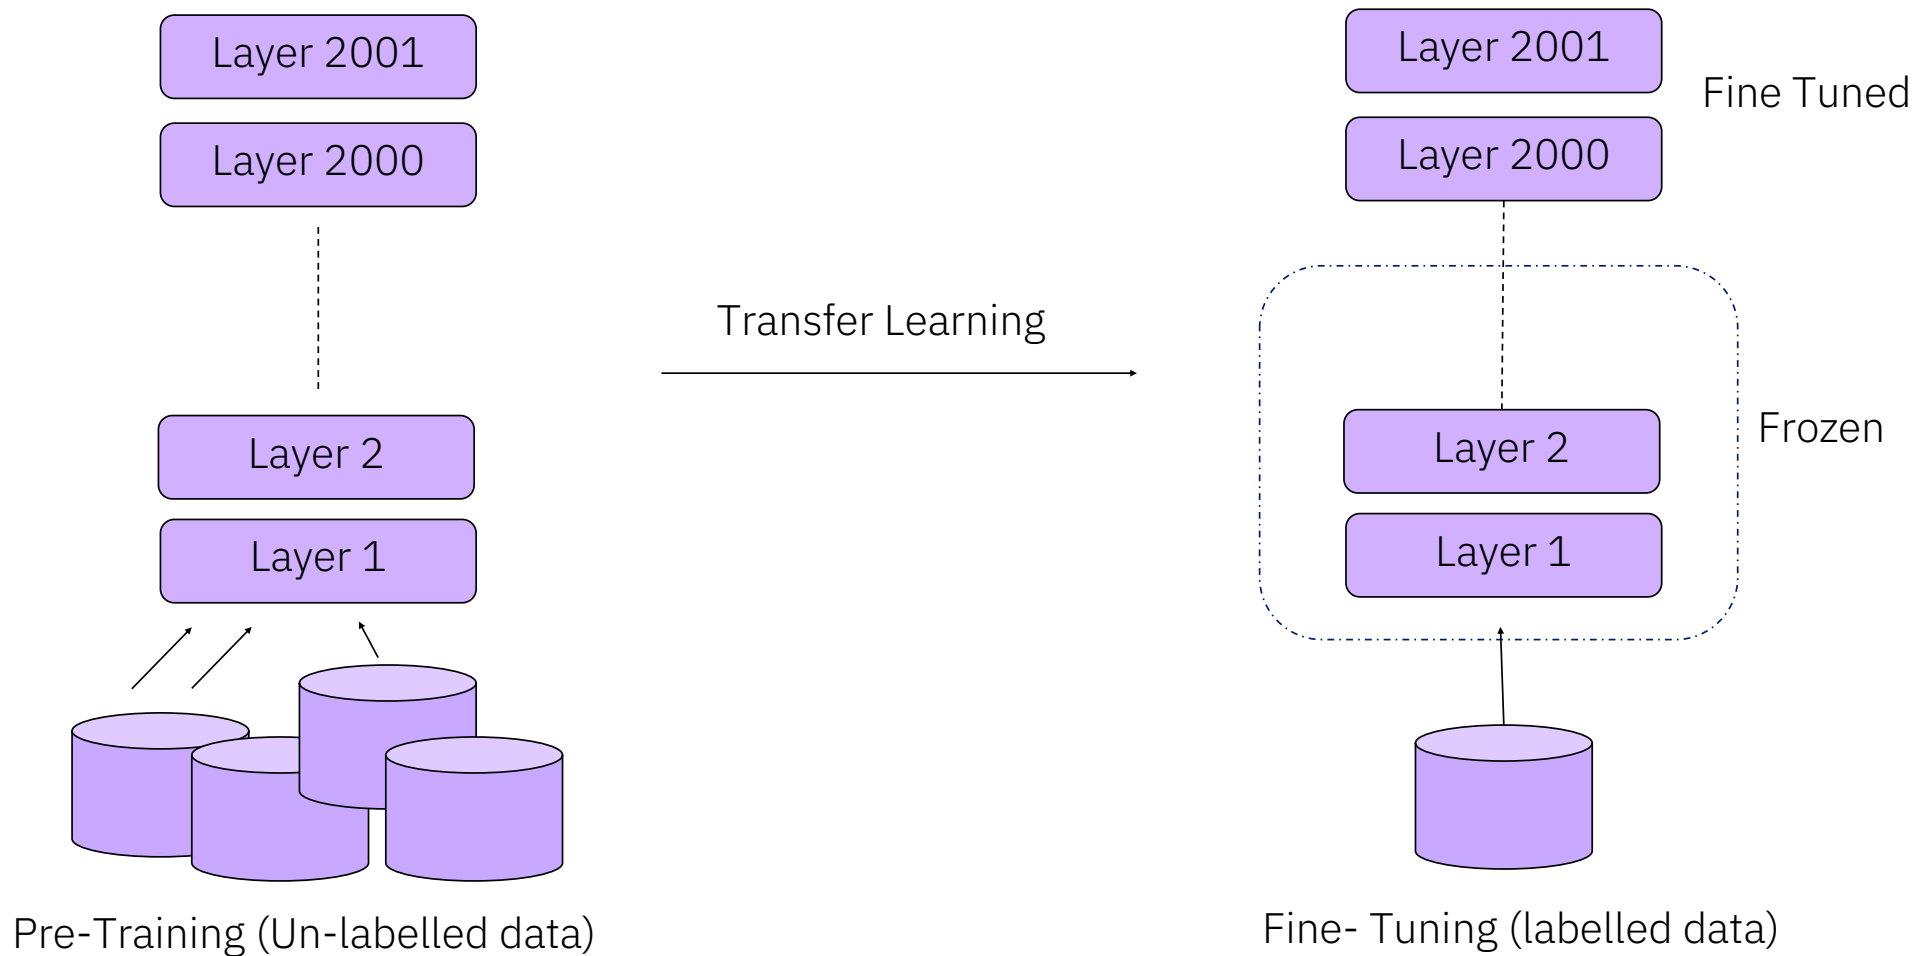 Layer 2001
Layer 2000
Layer 2
Layer 1
Pre-Training (Un-labelled data)
Transfer Learning
Layer 2001
Fine Tuned
Layer 2000
Layer 2
Frozen
Layer 1
Fine- Tuning (labelled data)